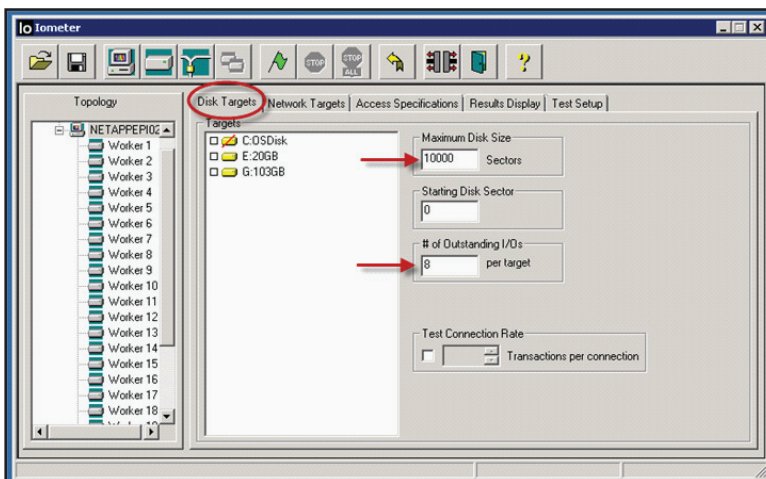 Iometer
STOP
STOP
ALL
Topology
NETAPPEPI02
Worker 1
Worker 2
Worker 3
Worker 4
Worker 5
Worker 6
Worker 7
Worker 8
Worker 9
Worker 10
Worker 11
Worker 12
Worker 13
Worker 14
Worker 15
Worker 16
Worker 17
Worker 18
Disk Targets
Network Targets
Access Specifications
Results Display
Test Setup
Targets
C:OSDisk
E:20GB
G:103GB
Maximum Disk Size
10000 Sectors
Starting Disk Sector
0
# of Outstanding I/Os
8 per target
Test Connection Rate
Transactions per connection